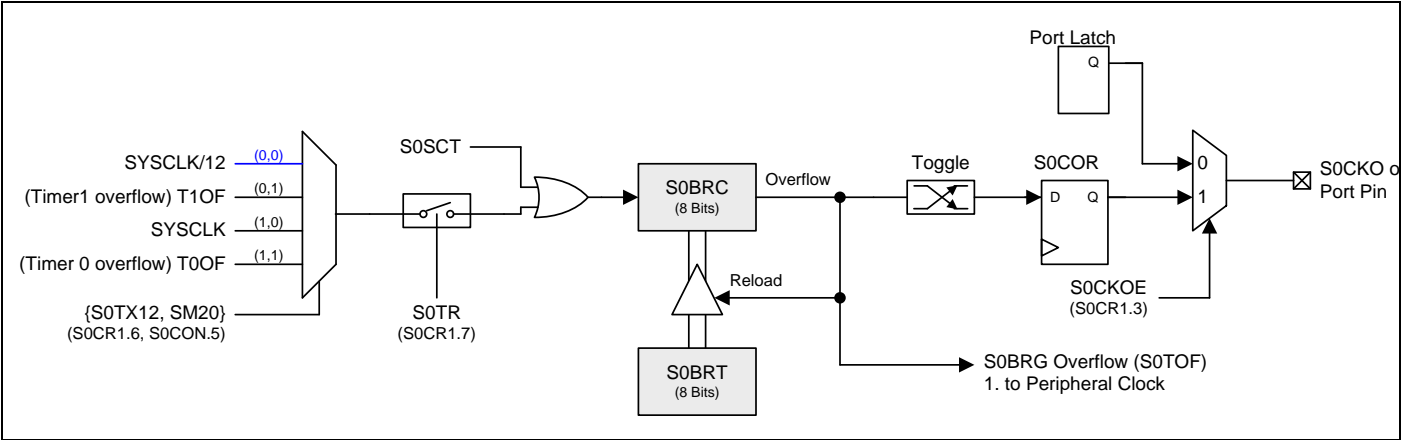 Port Latch
Q
SYSCLK/12
(0,0)
(Timer1 overflow) T1OF
(0,1)
SYSCLK
(1,0)
(Timer 0 overflow) T0OF
(1,1)
{S0TX12, SM20}
(S0CR1.6, S0CON.5)
S0TR
(S0CR1.7)
S0SCT
S0BRC
(8 Bits)
Overflow
Reload
S0BRT
(8 Bits)
Toggle
S0COR
D
Q
0
1
S0CKOE
(S0CR1.3)
S0CKO o
Port Pin
S0BRG Overflow (S0TOF)
1. to Peripheral Clock